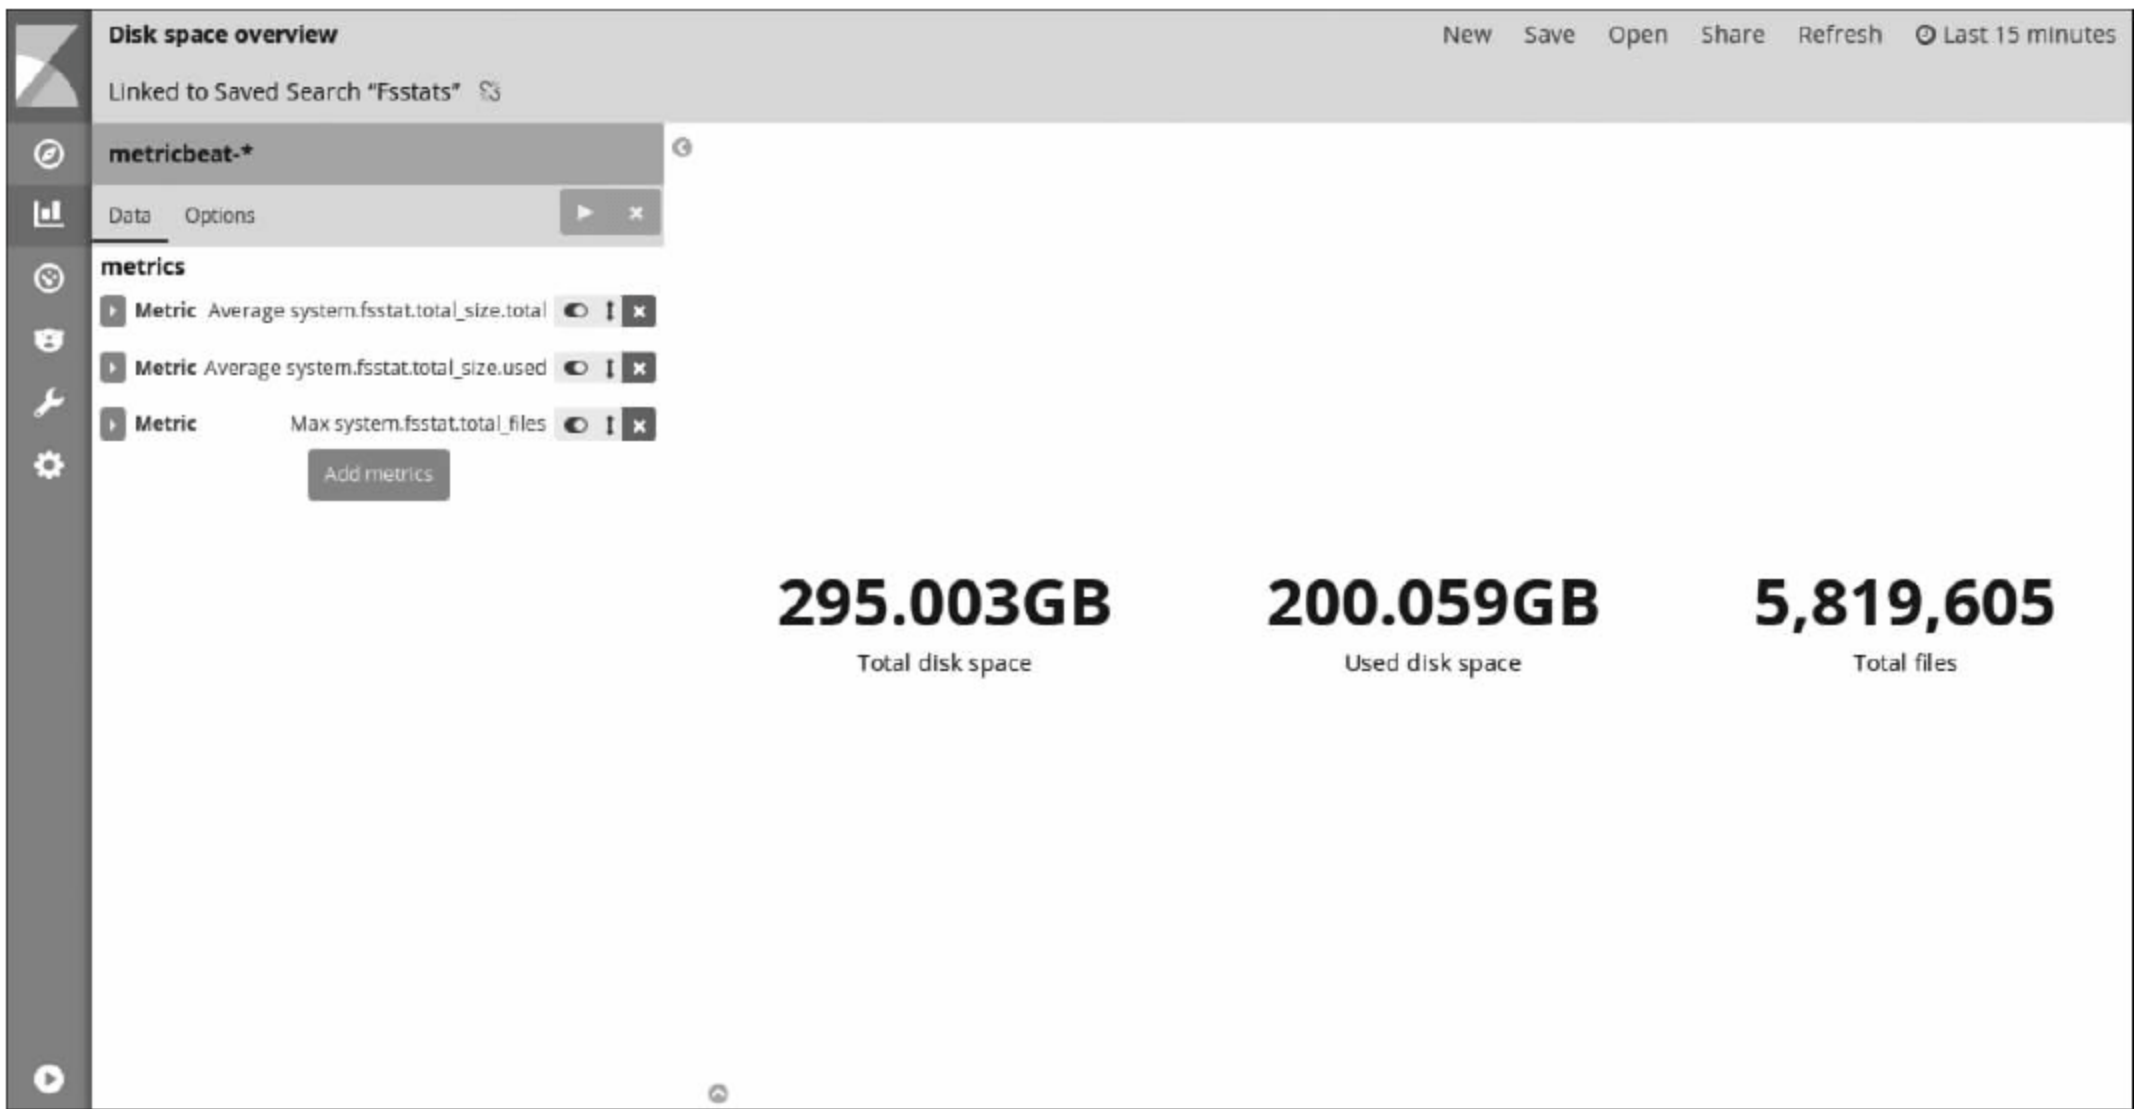 Disk space overview
New Save Open Share Refresh Last 15 minutes
Linked to Saved Search “Fsstats”
metricbeat-*
Data Options
metrics
Metric Average system.fsstat.total_size.total
Metric Average system.fsstat.total_size.used
Metric Max system.fsstat.total_files
Add metrics
295.003GB 200.059GB 5,819,605
Total disk space Used disk space Total files